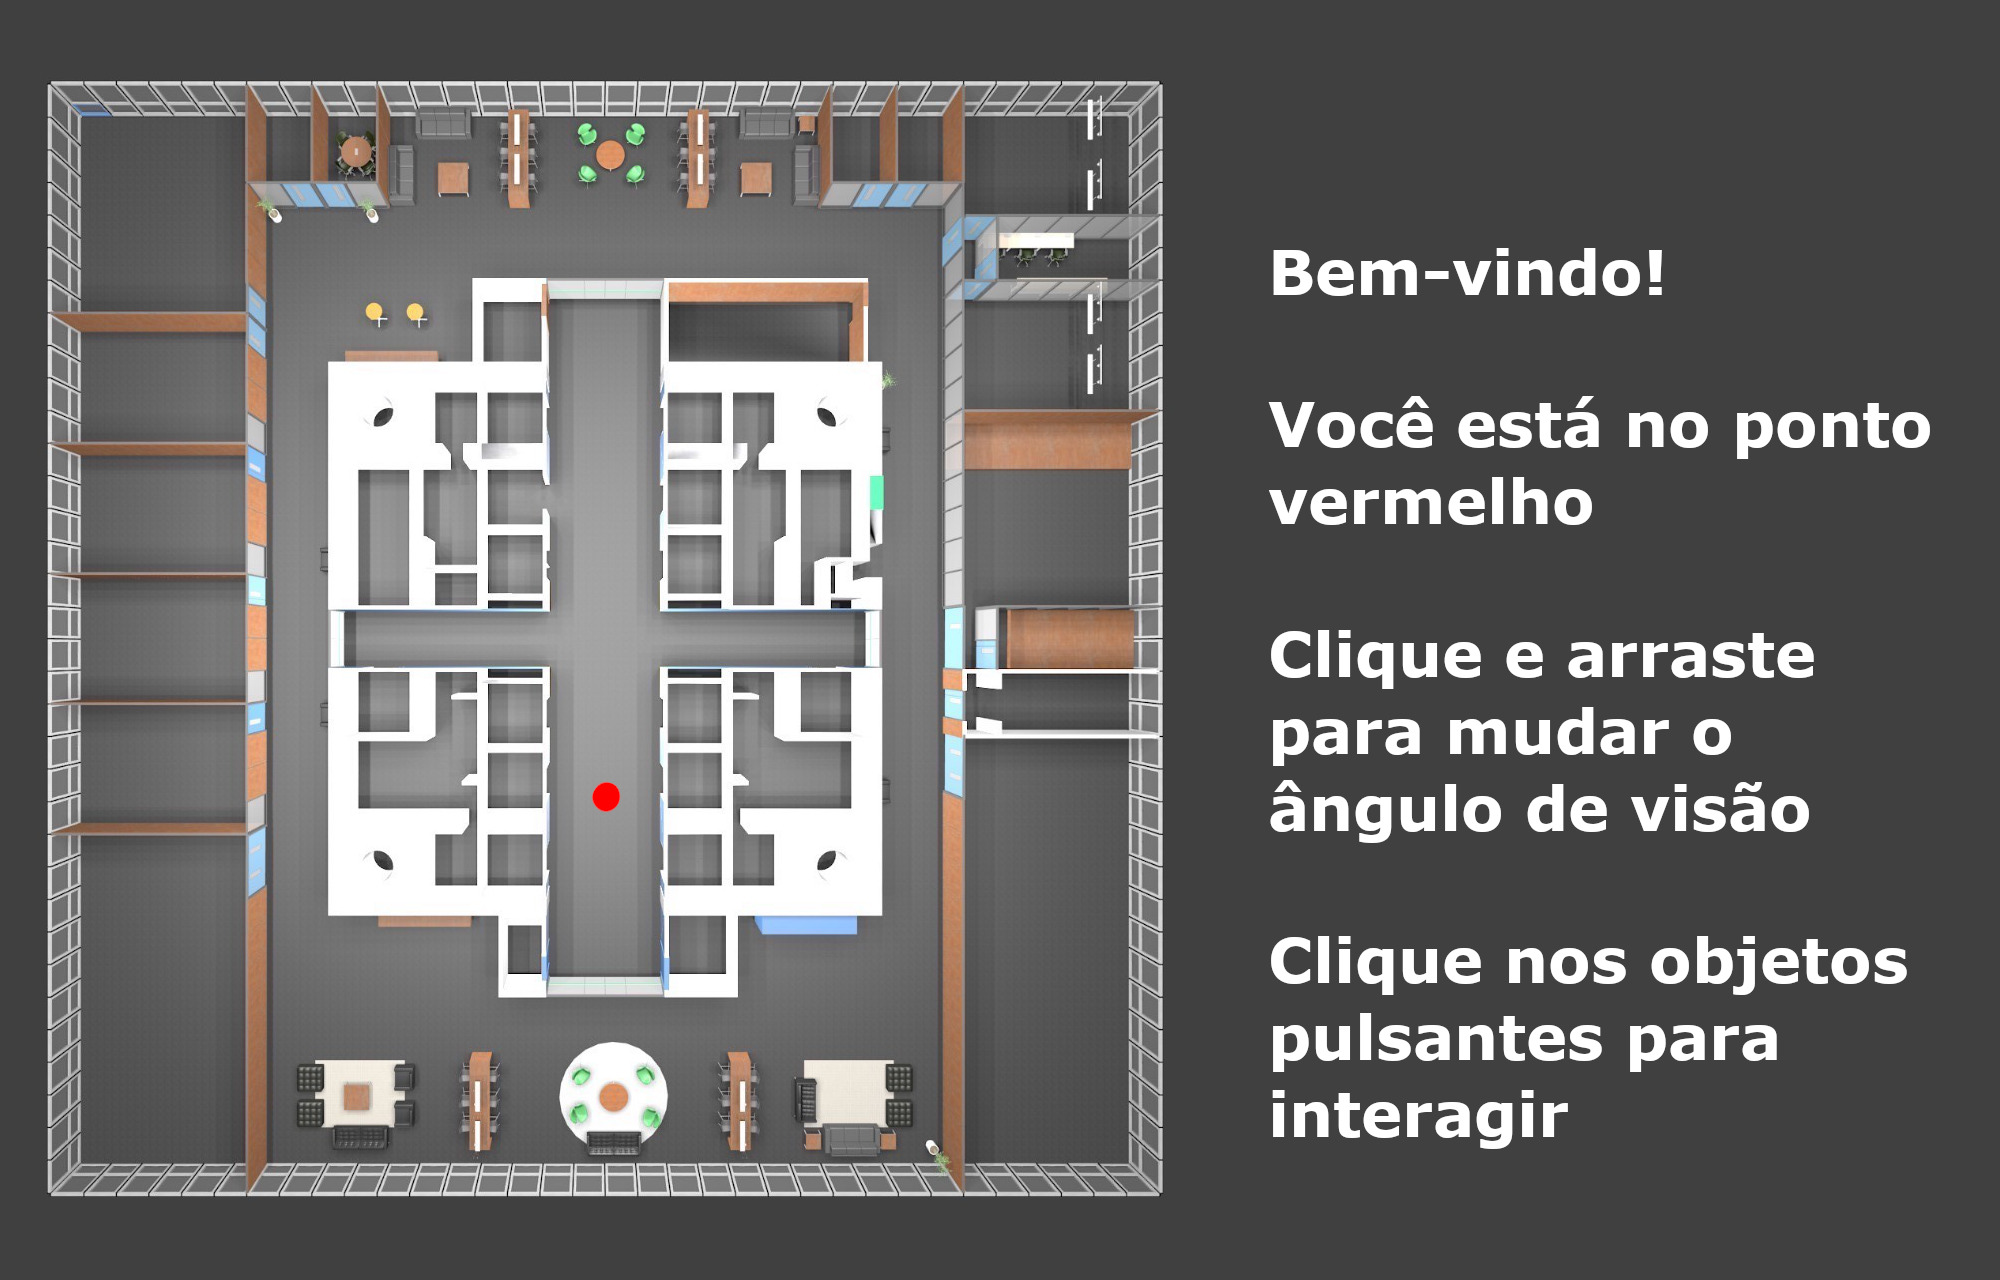 Bem-vindo!
Você está no ponto
vermelho
Clique e arraste
para mudar o
ângulo de visão
Clique nos objetos
pulsantes para
interagir